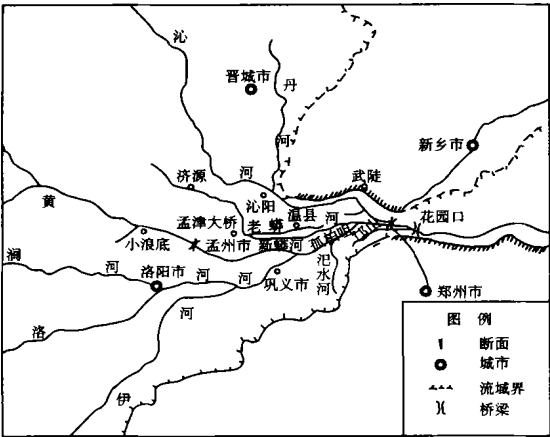 沁
晋城市
丹
河
新乡市
济源
河
武陟
黄
沁阳
温县
河
花园口
孟津大桥
老蟒
小浪底
孟州市
新蟒河
邙山
涧
河
洛阳市
河
河
巩义市
汜水河
郑州市
洛
河
伊
图例
断面
城市
流域界
桥梁